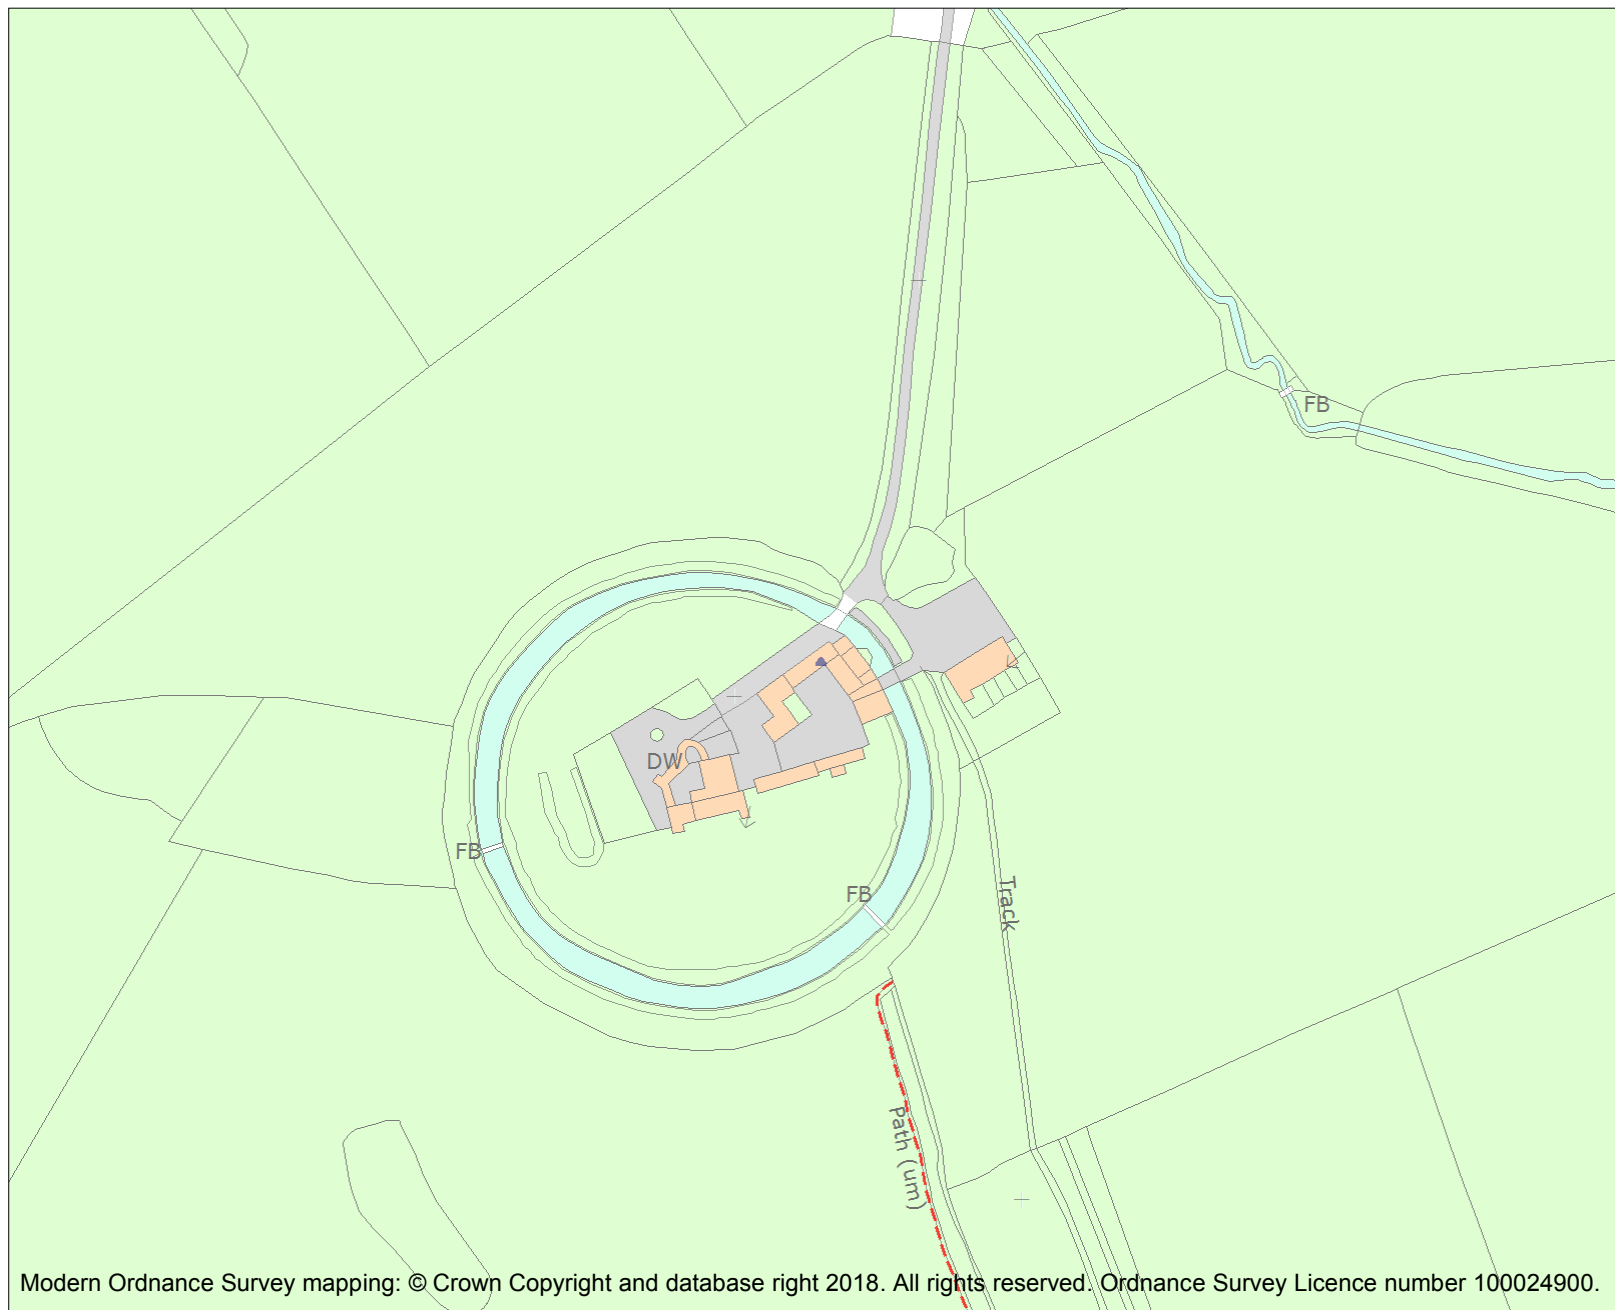 FB
DW
FB
FB
Track
Path (um)
Modern Ordnance Survey mapping: © Crown Copyright and database right 2018. All rights reserved. Ordnance Survey Licence number 100024900.